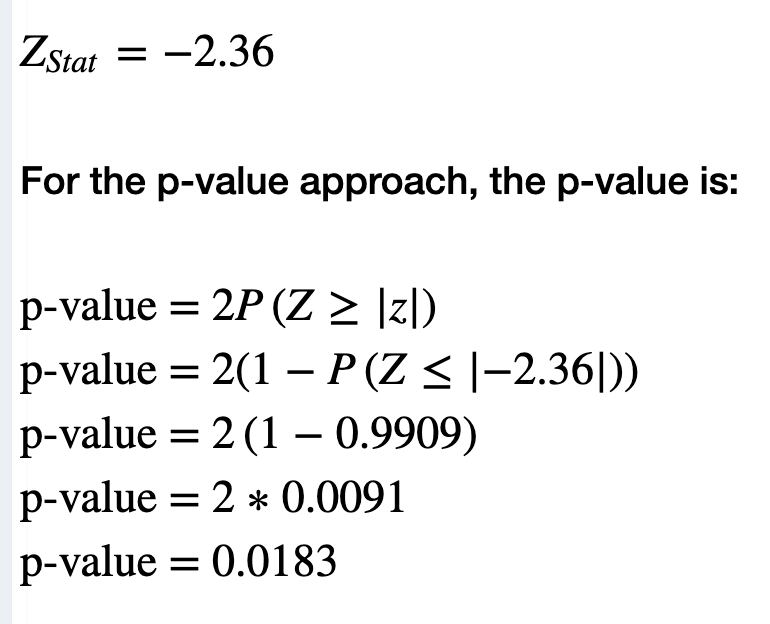 Z_Stat = −2.36
For the p-value approach, the p-value is:
p-value = 2P (Z ≥ |z|)
p-value = 2(1 − P (Z ≤ |−2.36|))
p-value = 2 (1 − 0.9909)
p-value = 2 ∗ 0.0091
p-value = 0.0183